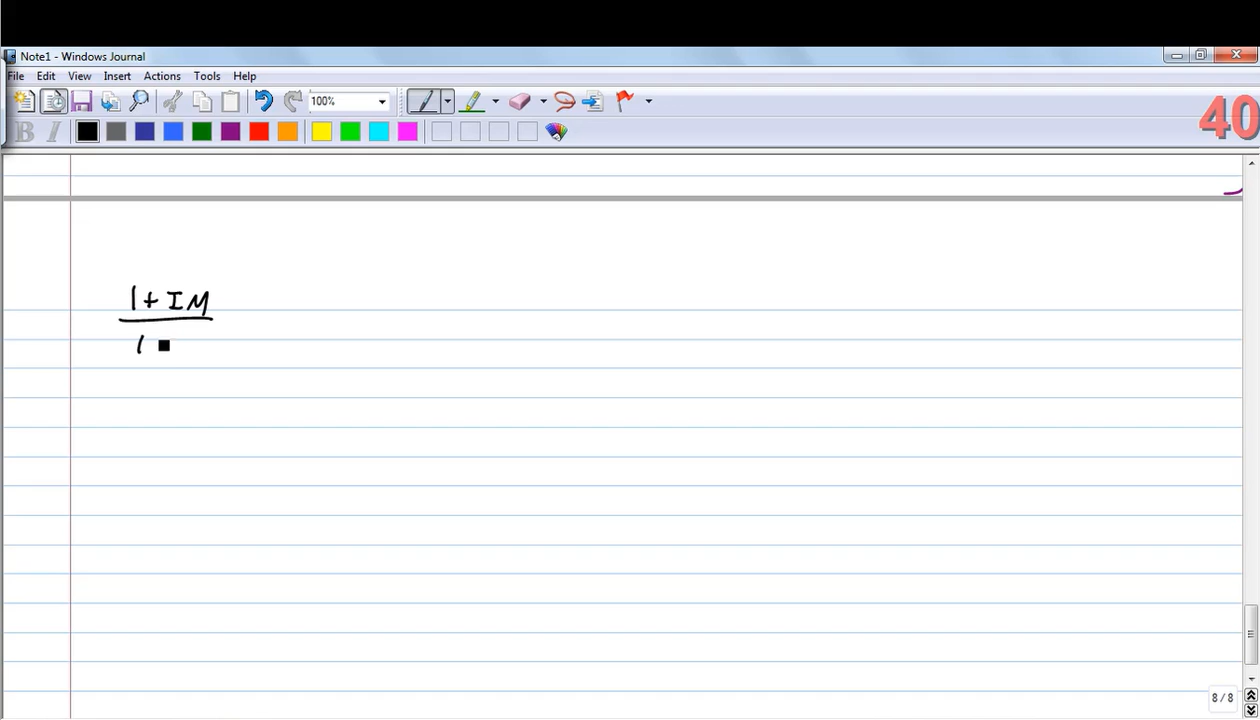 Note1 - Windows Journal
File Edit View Insert Actions Tools Help
100%
40
B I
1 + IM
1
8 / 8